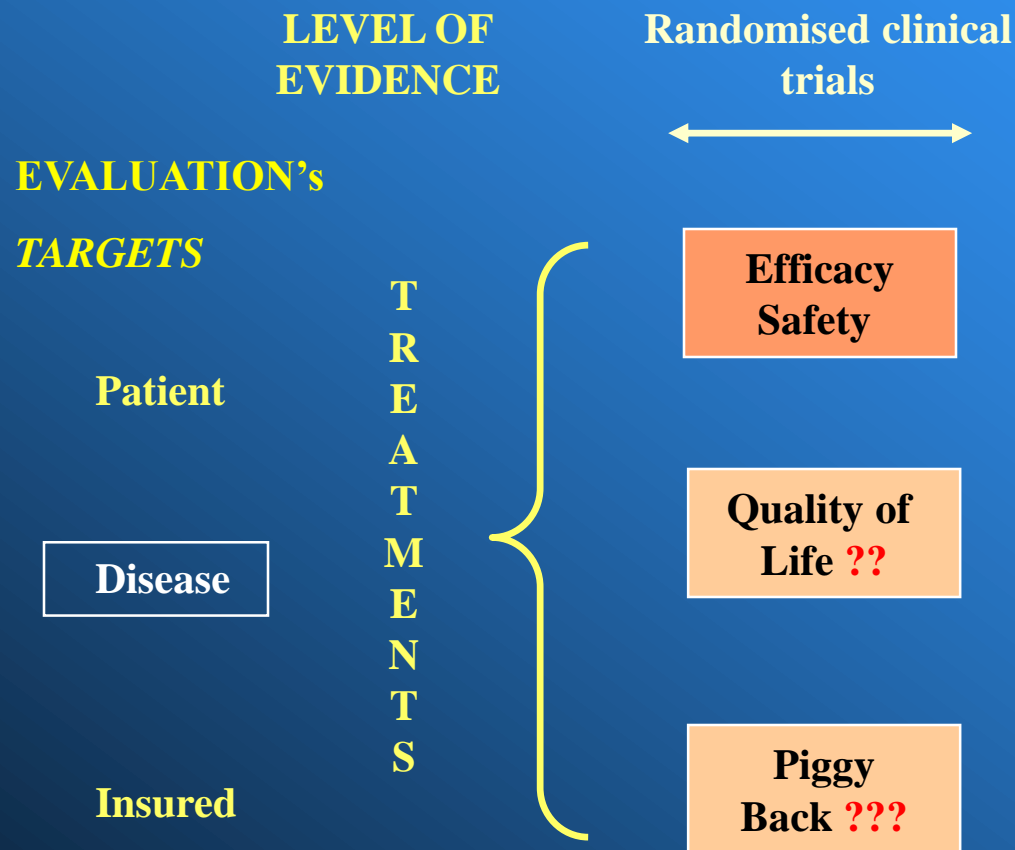 LEVEL OF
EVIDENCE
Randomised clinical
trials
EVALUATION's
TARGETS
Patient
Disease
Insured
T
R
E
A
T
M
E
N
T
S
Efficacy
Safety
Quality of
Life ??
Piggy
Back ???